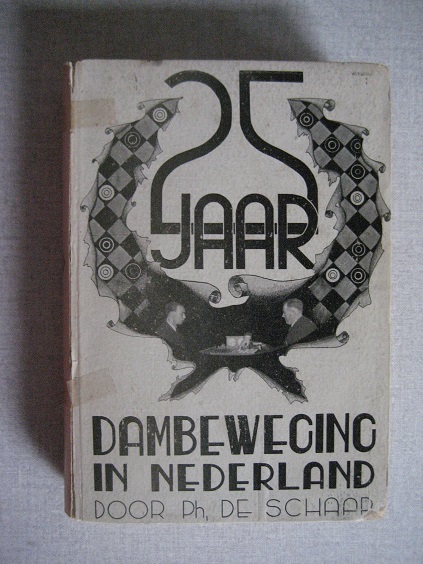 25
JAAR
DAMBEWEGING
IN NEDERLAND
DOOR Ph. DE SCHAAP